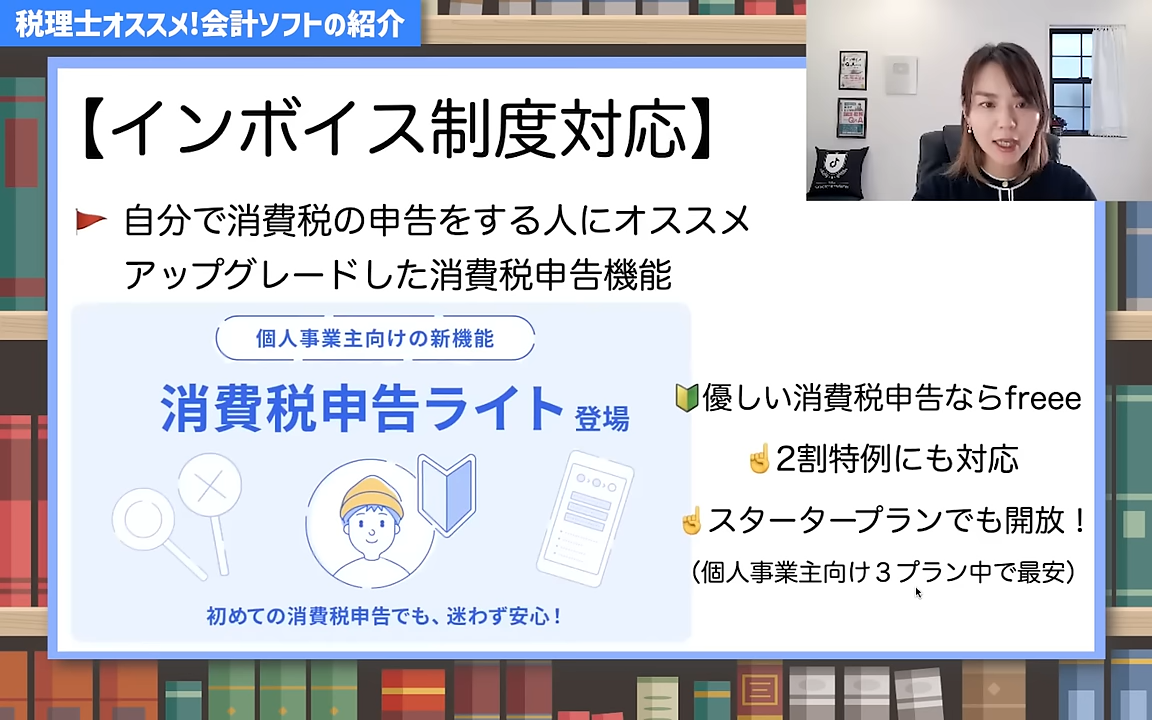 税理士オススメ!会計ソフトの紹介
【インボイス制度対応】
🚩 自分で消費税の申告をする人にオススメ
アップグレードした消費税申告機能
個人事業主向けの新機能
消費税申告ライト 登場
初めての消費税申告でも、迷わず安心!
🔰優しい消費税申告ならfreee
☝️2割特例にも対応
☝️スタータープランでも開放!
(個人事業主向け3プラン中で最安)
Q&A